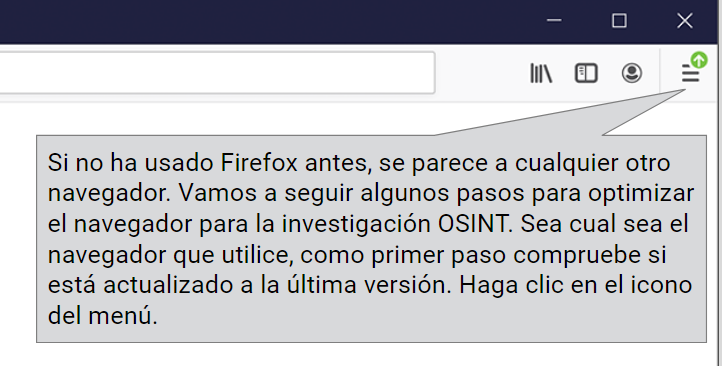 Si no ha usado Firefox antes, se parece a cualquier otro
navegador. Vamos a seguir algunos pasos para optimizar
el navegador para la investigación OSINT. Sea cual sea el
navegador que utilice, como primer paso compruebe si
está actualizado a la última versión. Haga clic en el icono
del menú.